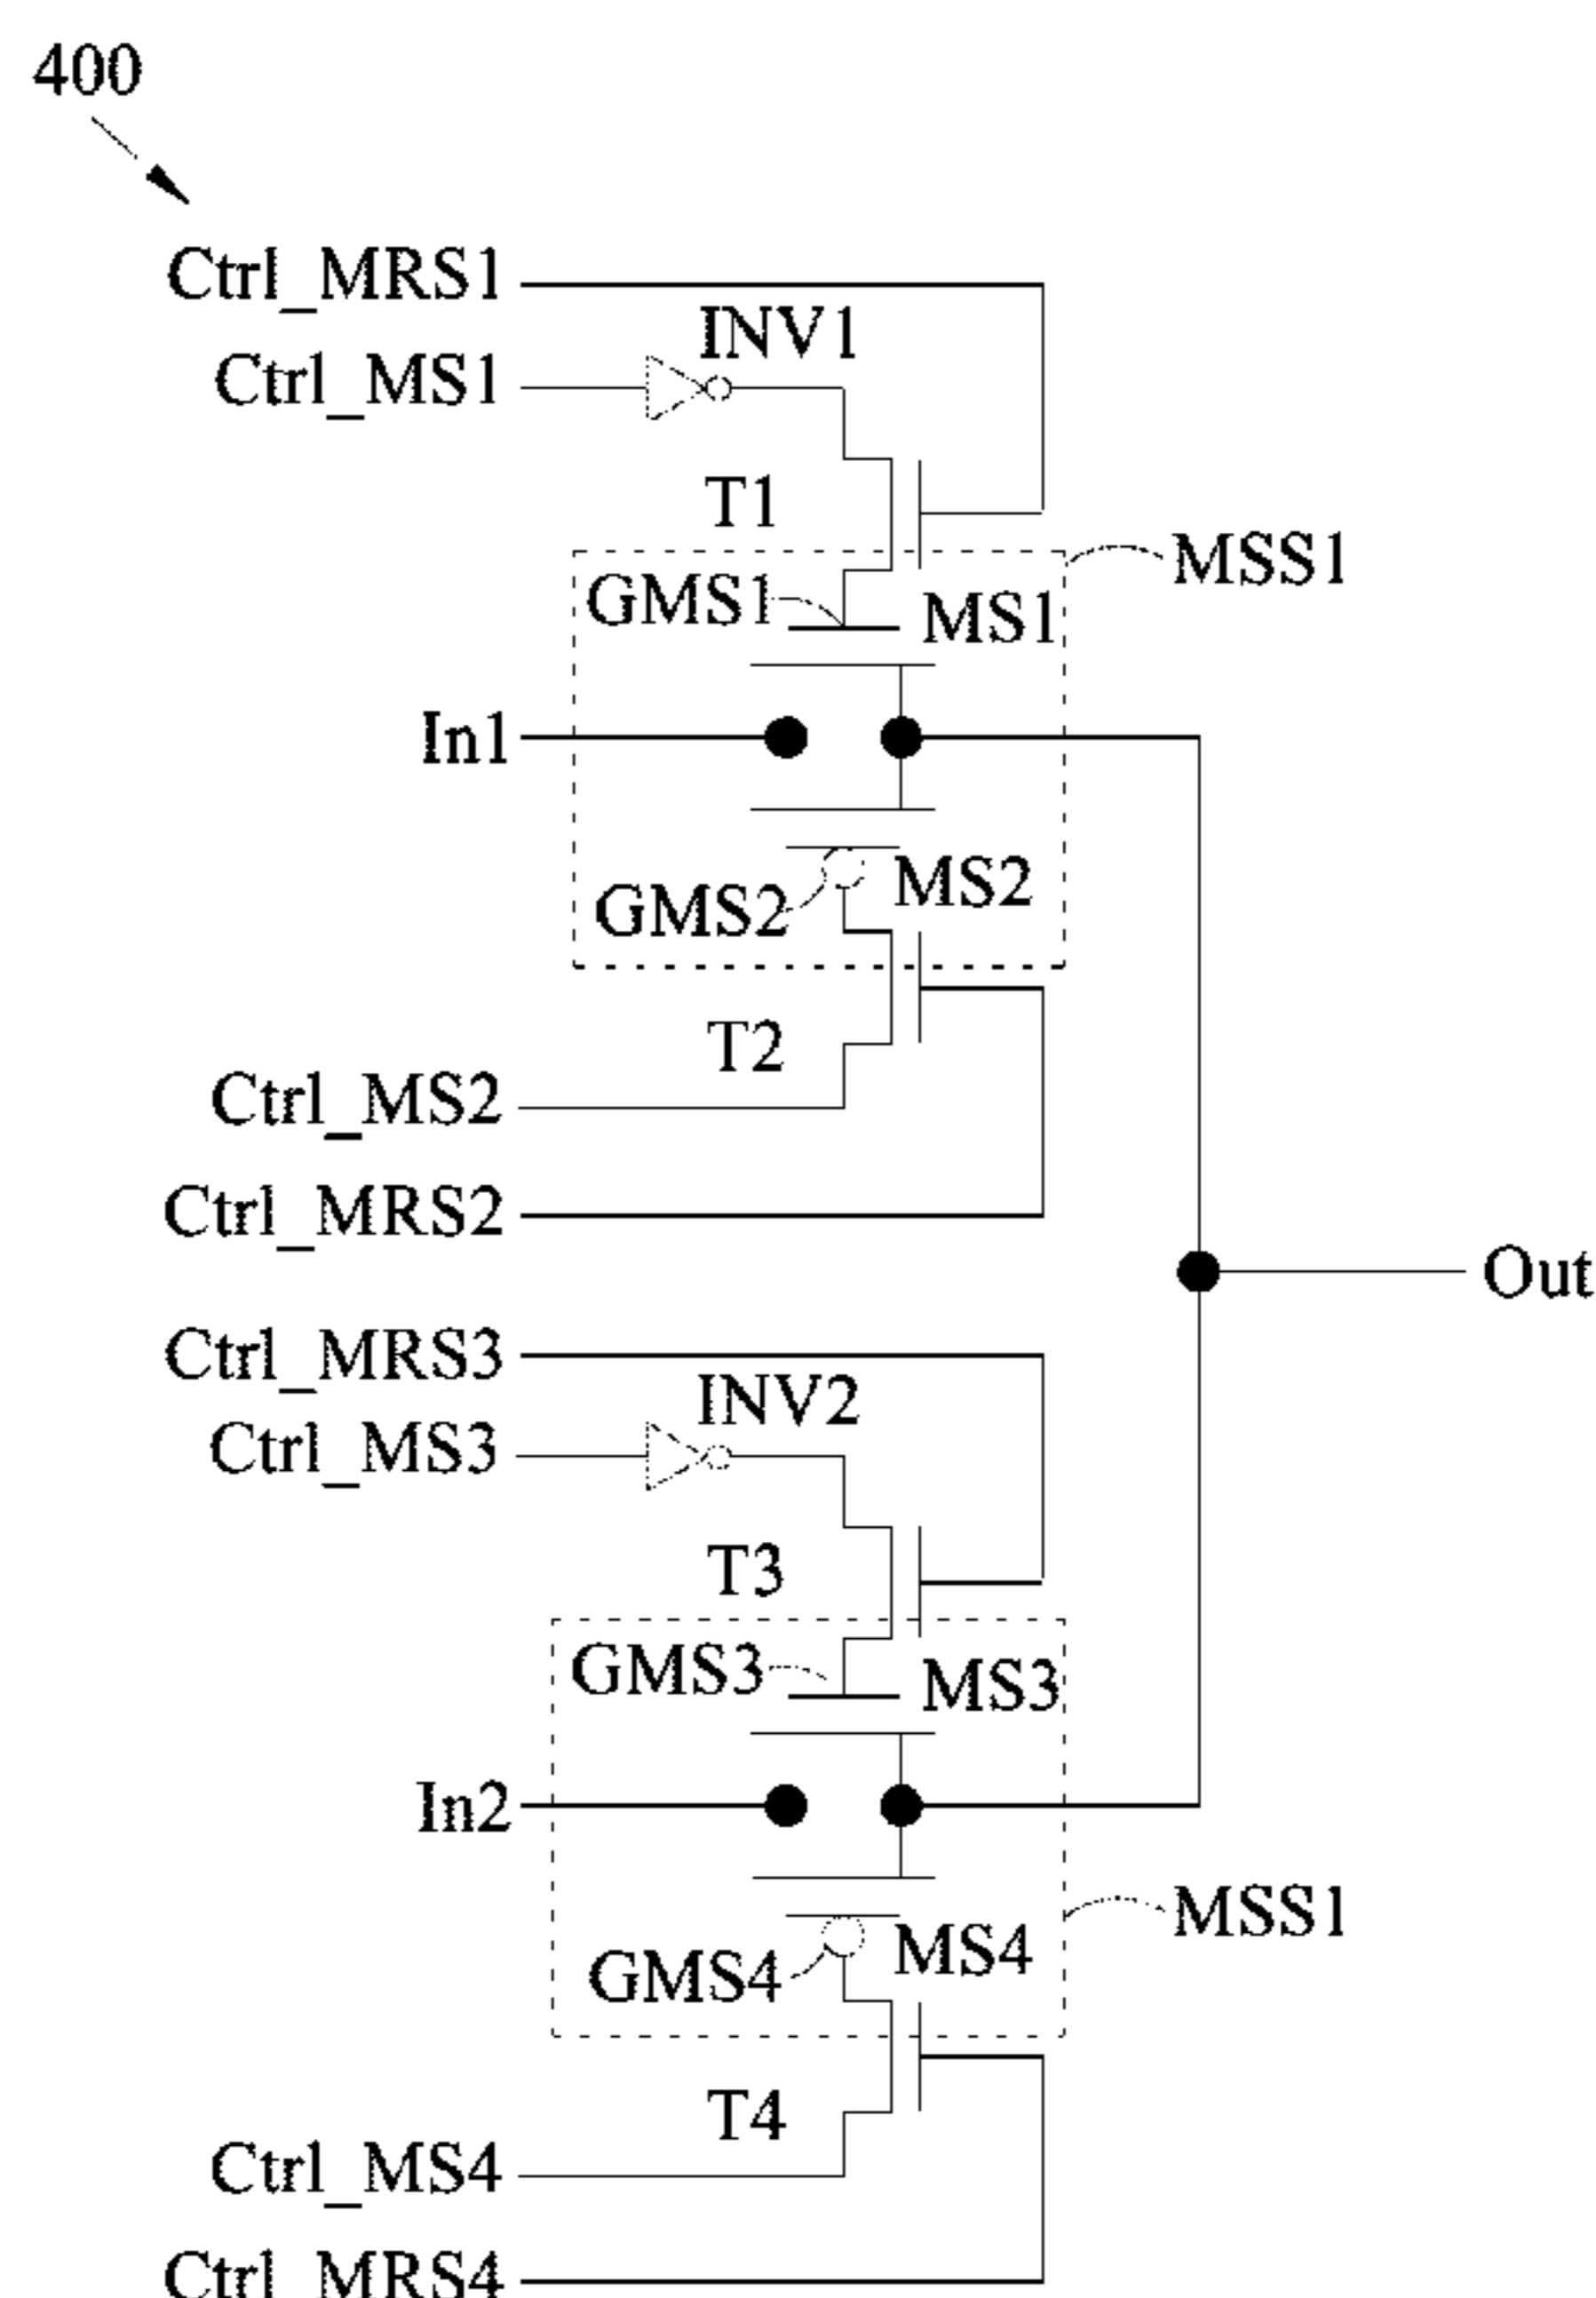 400
Ctrl_MRS1
INV1
Ctrl_MS1
T1
MSS1
GMS1
MS1
In1
MS2
GMS2
T2
Ctrl_MS2
Ctrl_MRS2
Out
Ctrl_MRS3
INV2
Ctrl_MS3
T3
GMS3
MS3
In2
MSS1
MS4
GMS4
T4
Ctrl_MS4
Ctrl_MRS4